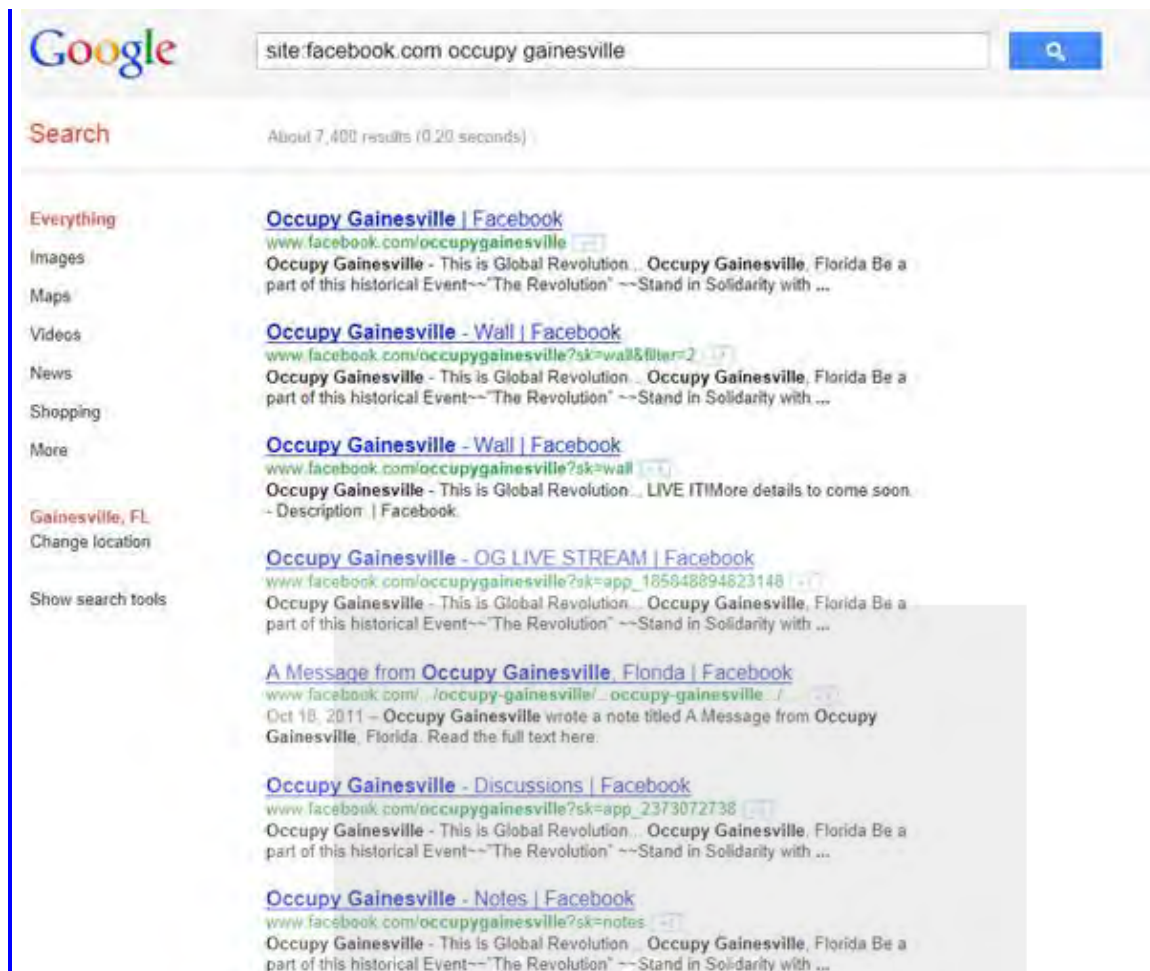 Google
site:facebook.com occupy gainesville
Search
About 7,400 results (0.20 seconds)
Everything
Images
Maps
Videos
News
Shopping
More
Gainesville, FL
Change location
Show search tools
Occupy Gainesville | Facebook
www.facebook.com/occupygainesville
Occupy Gainesville - This is Global Revolution... Occupy Gainesville, Florida Be a
part of this historical Event~~"The Revolution" ~~Stand in Solidarity with ...
Occupy Gainesville - Wall | Facebook
www.facebook.com/occupygainesville?sk=wall&filter=2
Occupy Gainesville - This is Global Revolution... Occupy Gainesville, Florida Be a
part of this historical Event~~"The Revolution" ~~Stand in Solidarity with ...
Occupy Gainesville - Wall | Facebook
www.facebook.com/occupygainesville?sk=wall
Occupy Gainesville - This is Global Revolution... LIVE IT!More details to come soon.
- Description. | Facebook.
Occupy Gainesville - OG LIVE STREAM | Facebook
www.facebook.com/occupygainesville?sk=app_185848894823148
Occupy Gainesville - This is Global Revolution... Occupy Gainesville, Florida Be a
part of this historical Event~~"The Revolution" ~~Stand in Solidarity with ...
A Message from Occupy Gainesville, Florida | Facebook
www.facebook.com/.../occupy-gainesville/...occupy-gainesville.../...
Oct 18, 2011 – Occupy Gainesville wrote a note titled A Message from Occupy
Gainesville, Florida. Read the full text here.
Occupy Gainesville - Discussions | Facebook
www.facebook.com/occupygainesville?sk=app_2373072738
Occupy Gainesville - This is Global Revolution... Occupy Gainesville, Florida Be a
part of this historical Event~~"The Revolution" ~~Stand in Solidarity with ...
Occupy Gainesville - Notes | Facebook
www.facebook.com/occupygainesville?sk=notes
Occupy Gainesville - This is Global Revolution... Occupy Gainesville, Florida Be a
part of this historical Event~~"The Revolution" ~~Stand in Solidarity with ...